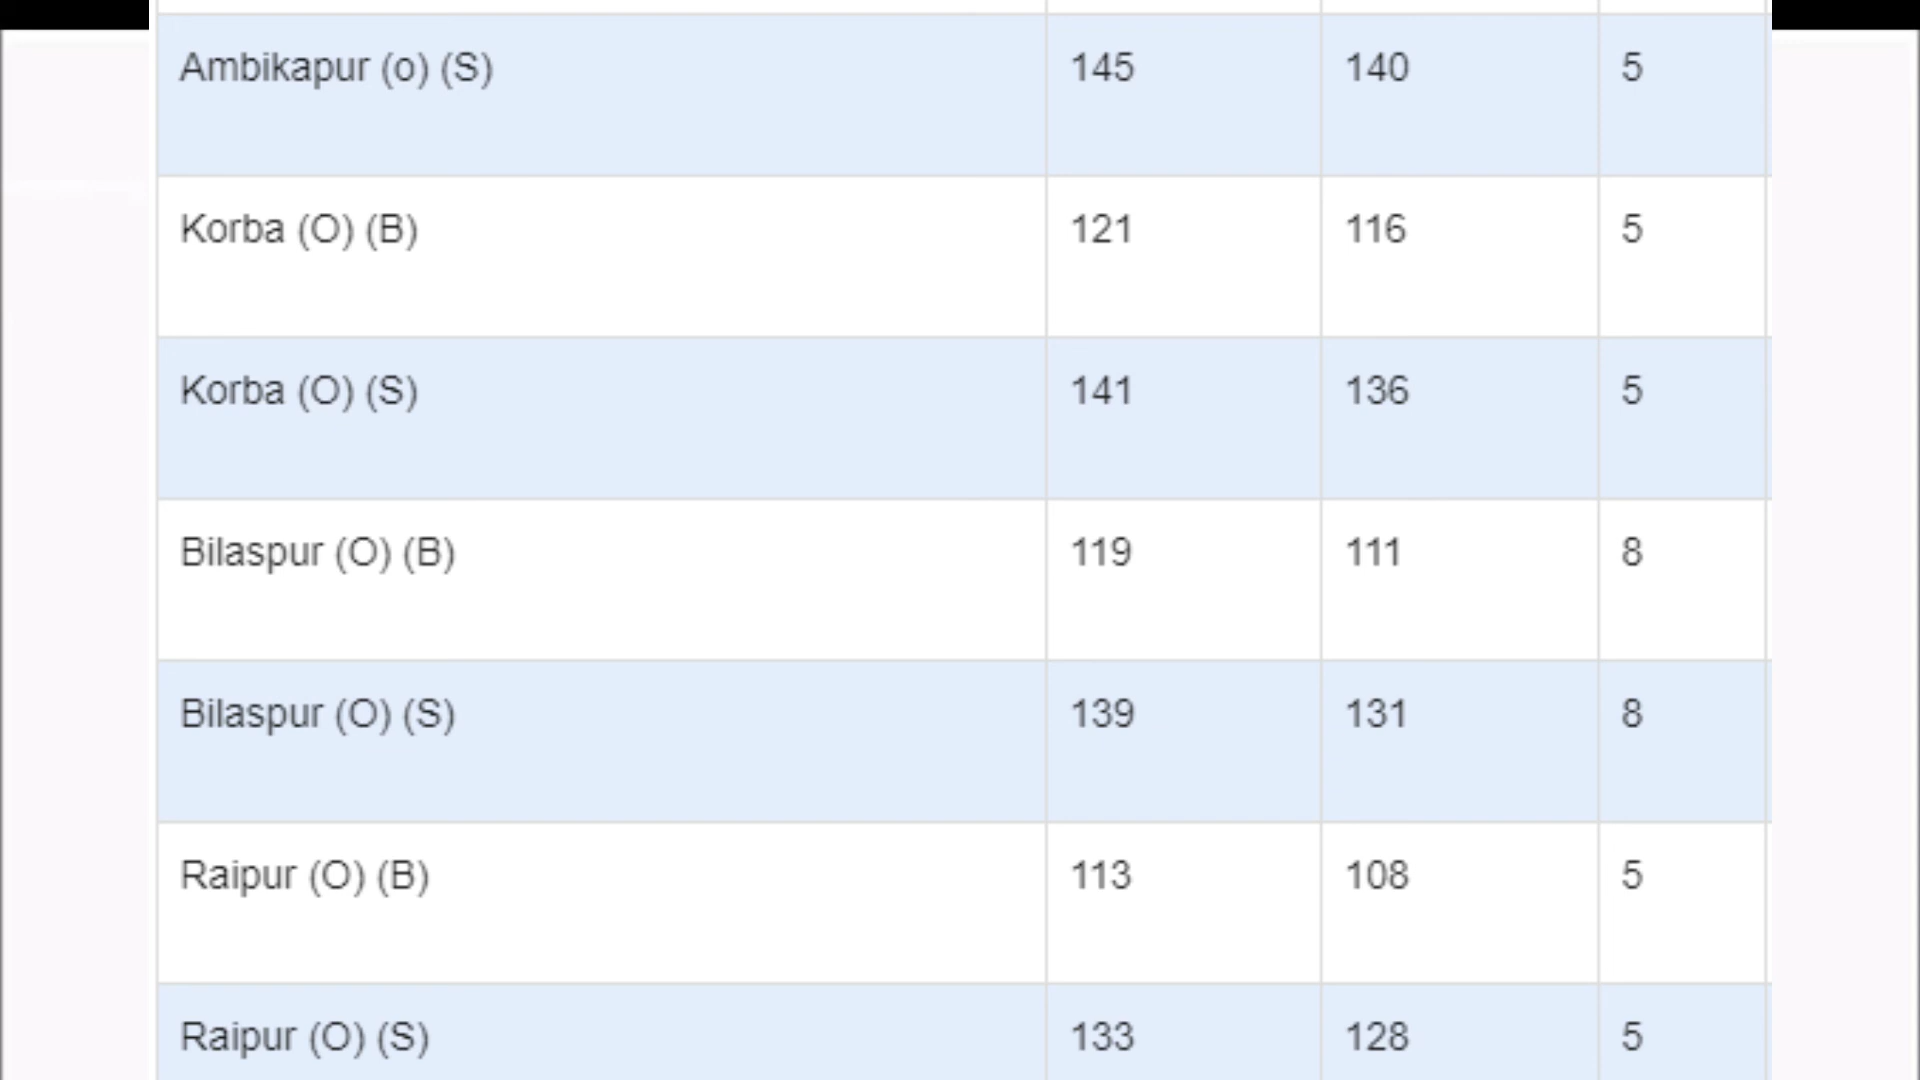 Ambikapur (o) (S) 145 140 5
Korba (O) (B) 121 116 5
Korba (O) (S) 141 136 5
Bilaspur (O) (B) 119 111 8
Bilaspur (O) (S) 139 131 8
Raipur (O) (B) 113 108 5
Raipur (O) (S) 133 128 5